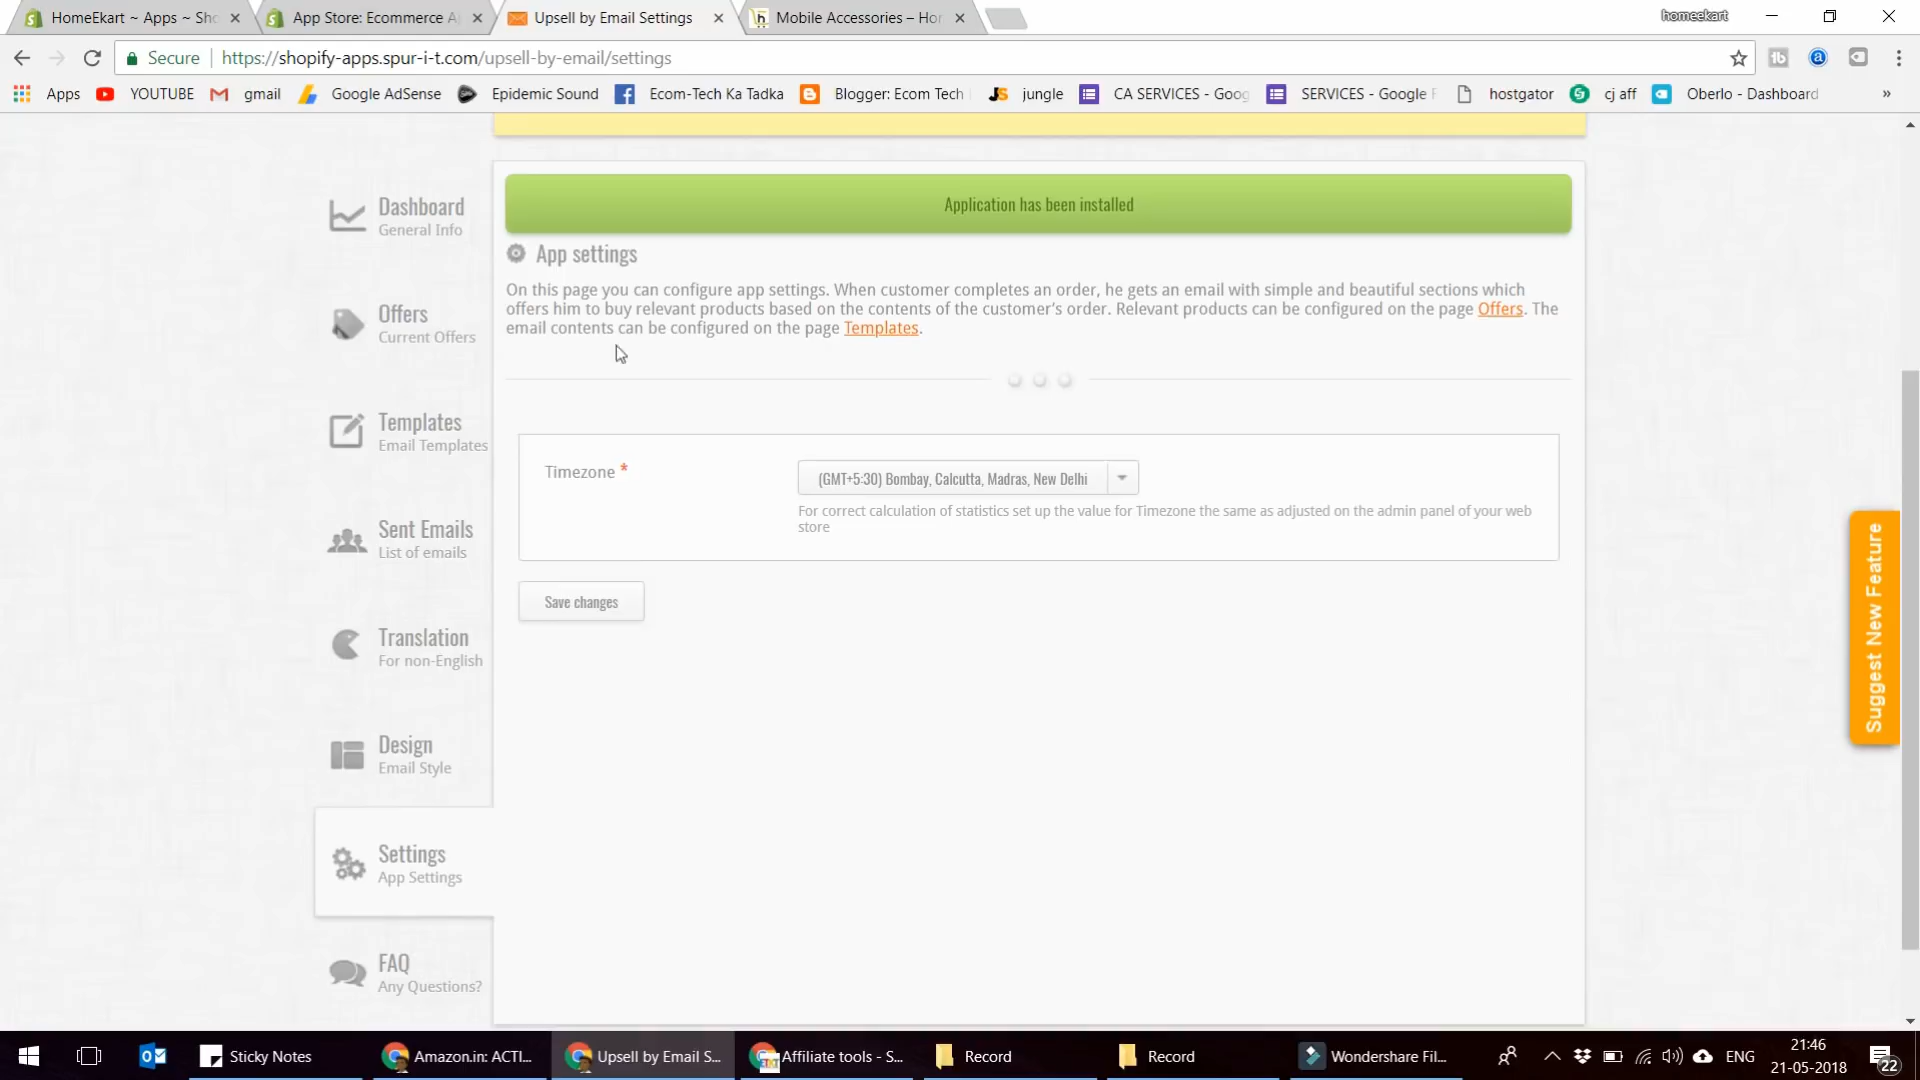 HomeEkart ~ Apps ~ Sho
App Store: Ecommerce A
Upsell by Email Settings
Mobile Accessories – Hor
homeekart
Secure
https://shopify-apps.spur-i-t.com/upsell-by-email/settings
Apps
YOUTUBE
gmail
Google AdSense
Epidemic Sound
Ecom-Tech Ka Tadka
Blogger: Ecom Tech
jungle
CA SERVICES - Goog
SERVICES - Google F
hostgator
cj aff
Oberlo - Dashboard
»
Application has been installed
App settings
On this page you can configure app settings. When customer completes an order, he gets an email with simple and beautiful sections which
offers him to buy relevant products based on the contents of the customer's order. Relevant products can be configured on the page Offers. The
email contents can be configured on the page Templates.
Dashboard
General Info
Offers
Current Offers
Templates
Email Templates
Sent Emails
List of emails
Translation
For non-English
Design
Email Style
Settings
App Settings
FAQ
Any Questions?
Timezone *
(GMT+5:30) Bombay, Calcutta, Madras, New Delhi
For correct calculation of statistics set up the value for Timezone the same as adjusted on the admin panel of your web
store
Save changes
Suggest New Feature
Sticky Notes
Amazon.in: ACTI...
Upsell by Email S...
Affiliate tools - S...
Record
Record
Wondershare Fil...
ENG
21:46
21-05-2018
22